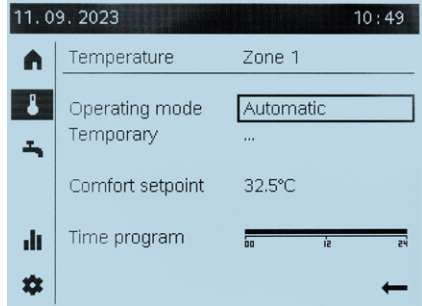 11. 09. 2023 10:49
Temperature Zone 1
Operating mode Automatic
Temporary ...
Comfort setpoint 32.5°C
Time program
00 12 24